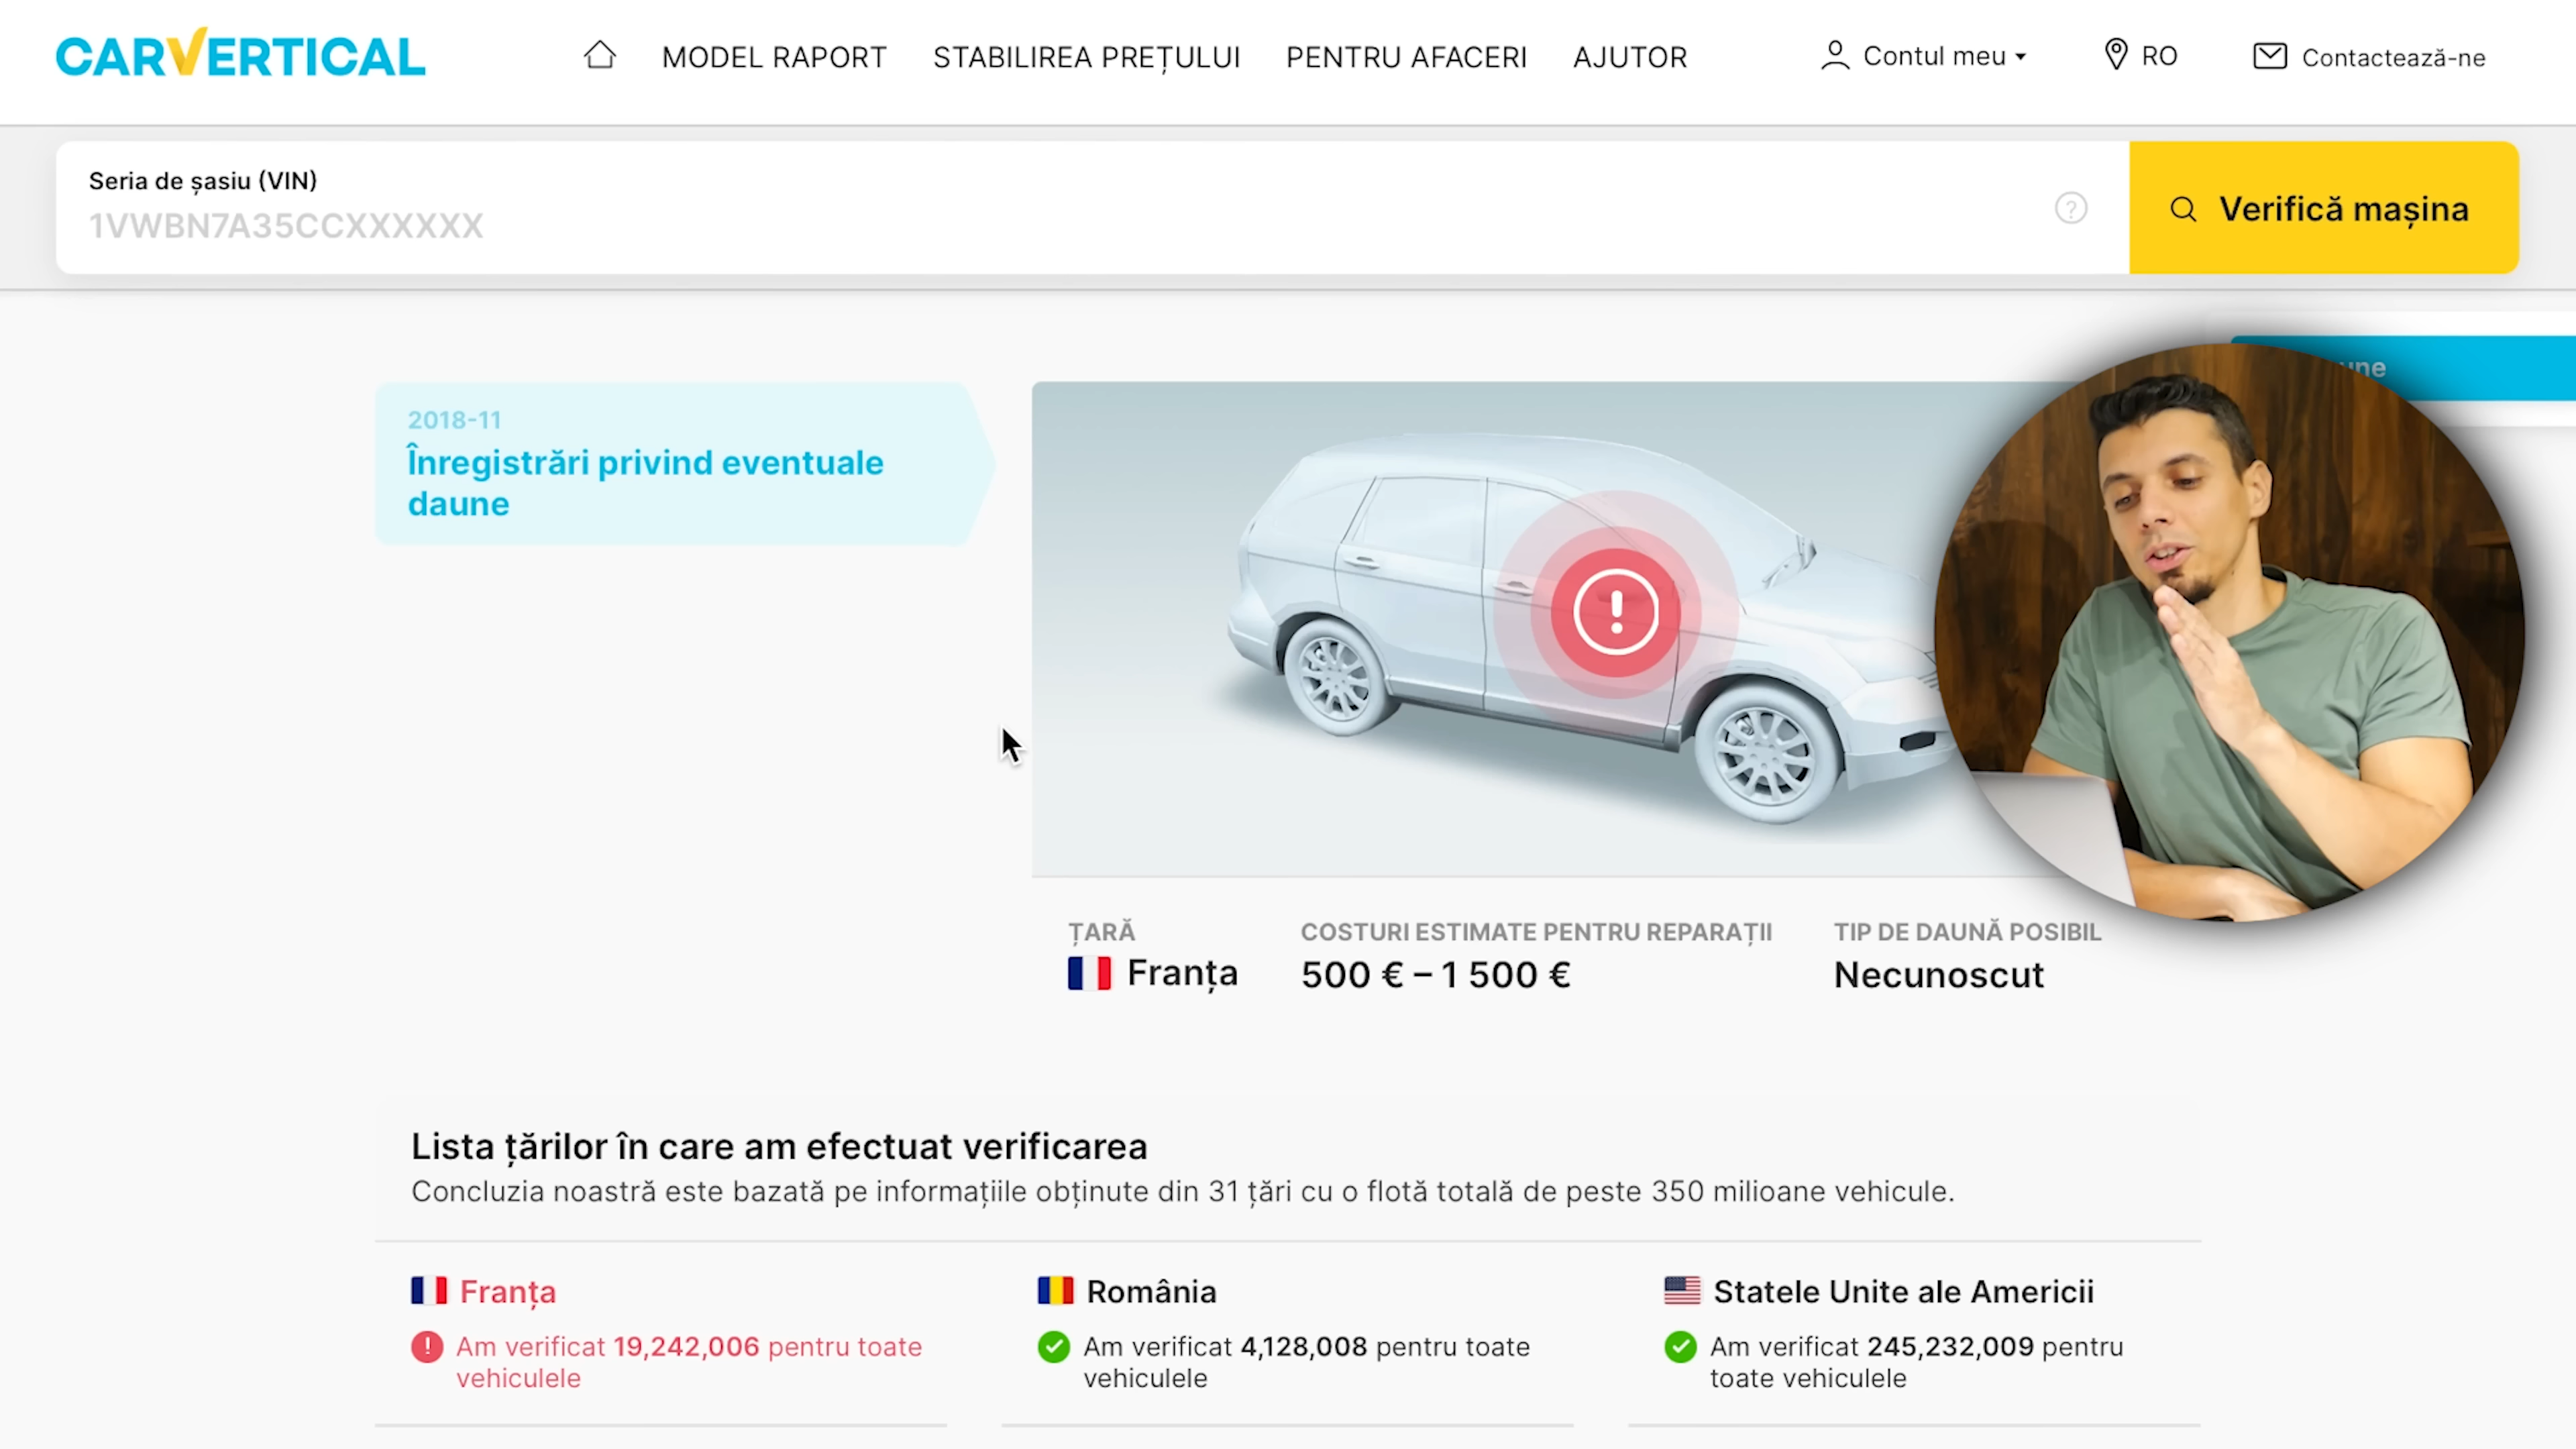 CARVERTICAL
MODEL RAPORT
STABILIREA PREȚULUI
PENTRU AFACERI
AJUTOR
Contul meu
RO
Contactează-ne
Seria de șasiu (VIN)
1VWBN7A35CCXXXXXX
?
Verifică mașina
2018-11
Înregistrări privind eventuale
daune
ȚARĂ
Franța
COSTURI ESTIMATE PENTRU REPARAȚII
500 € – 1 500 €
TIP DE DAUNĂ POSIBIL
Necunoscut
Lista țărilor în care am efectuat verificarea
Concluzia noastră este bazată pe informațiile obținute din 31 țări cu o flotă totală de peste 350 milioane vehicule.
Franța
Am verificat 19,242,006 pentru toate
vehiculele
România
Am verificat 4,128,008 pentru toate
vehiculele
Statele Unite ale Americii
Am verificat 245,232,009 pentru
toate vehiculele